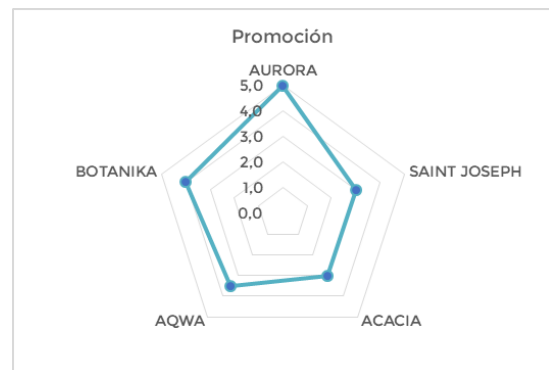 Promoción
AURORA
5,0
4,0
3,0
2,0
1,0
0,0
BOTANIKA
SAINT JOSEPH
AQWA
ACACIA